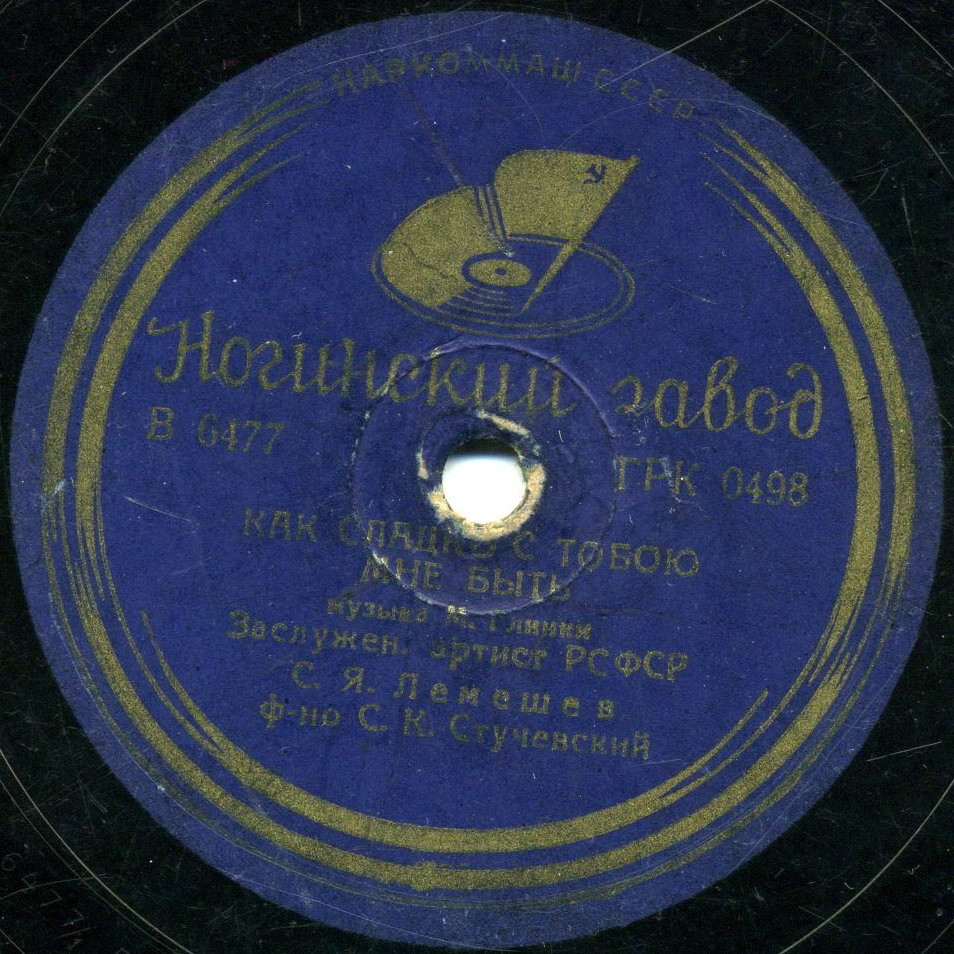 НАРКОММАШ СССР
Ногинский завод
В 6477
ГРК 0498
КАК СЛАДКО С ТОБОЮ
МНЕ БЫТЬ
музыка М. Глинки
Заслужен. артист РСФСР
С. Я. Лемешев
ф-но С. К. Стучевский